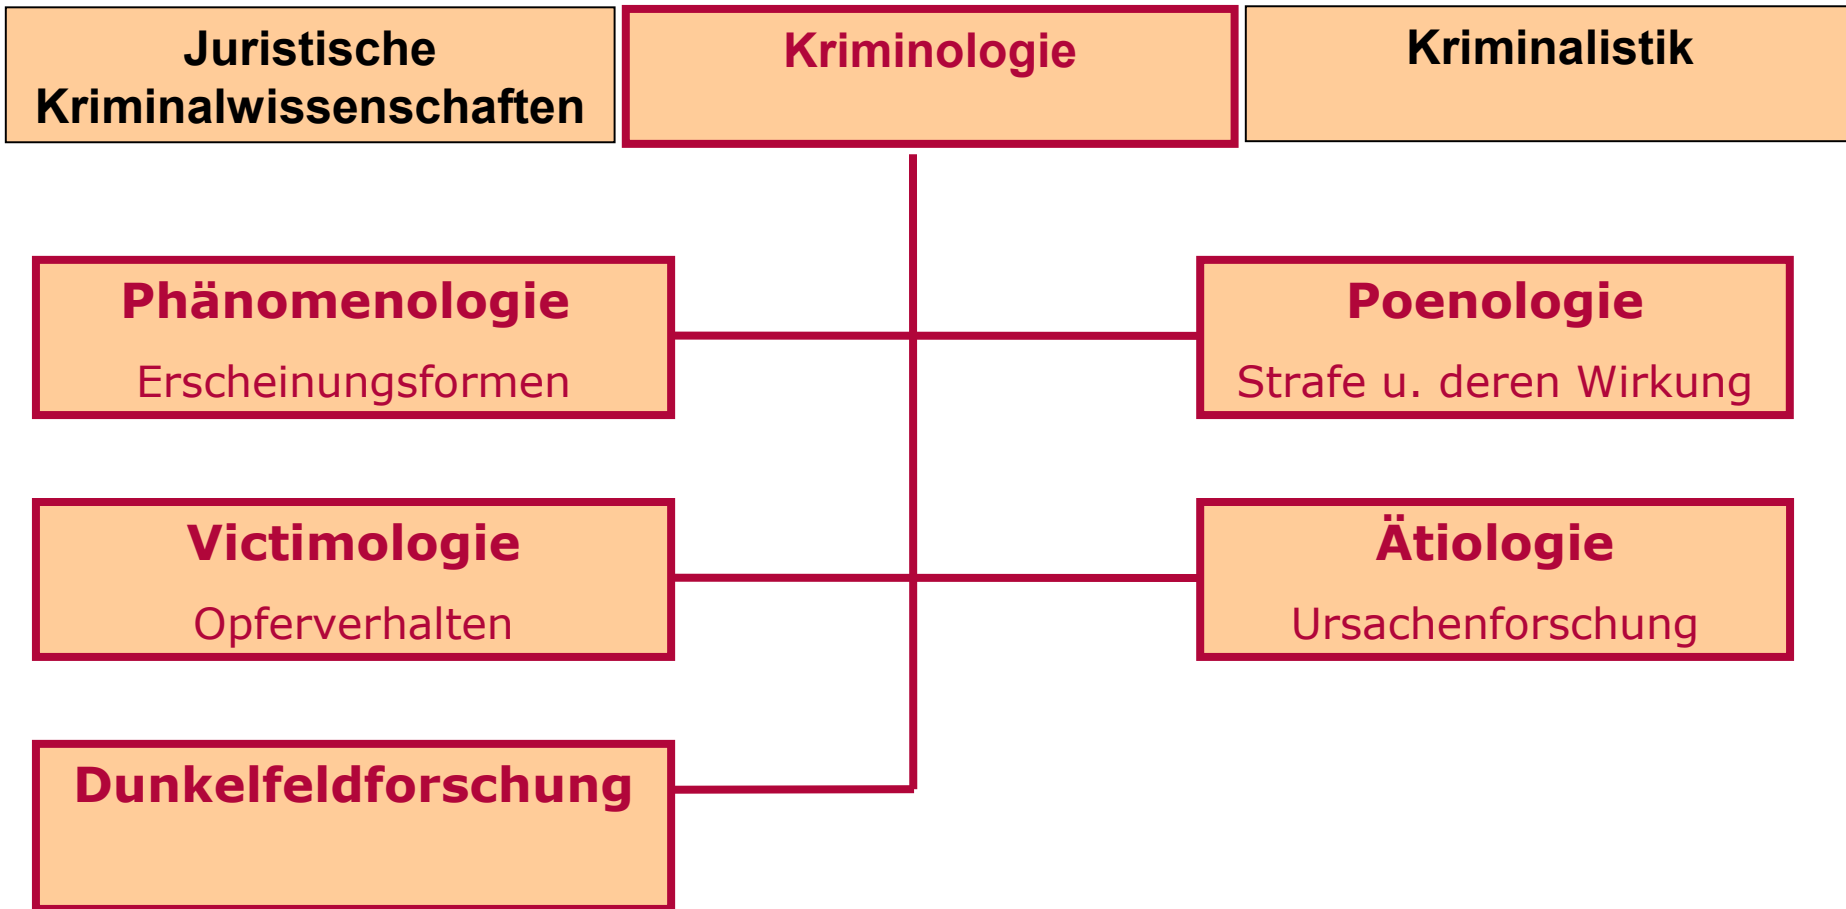 Juristische
Kriminalwissenschaften
Kriminologie
Kriminalistik
Phänomenologie
Erscheinungsformen
Poenologie
Strafe u. deren Wirkung
Victimologie
Opferverhalten
Ätiologie
Ursachenforschung
Dunkelfeldforschung